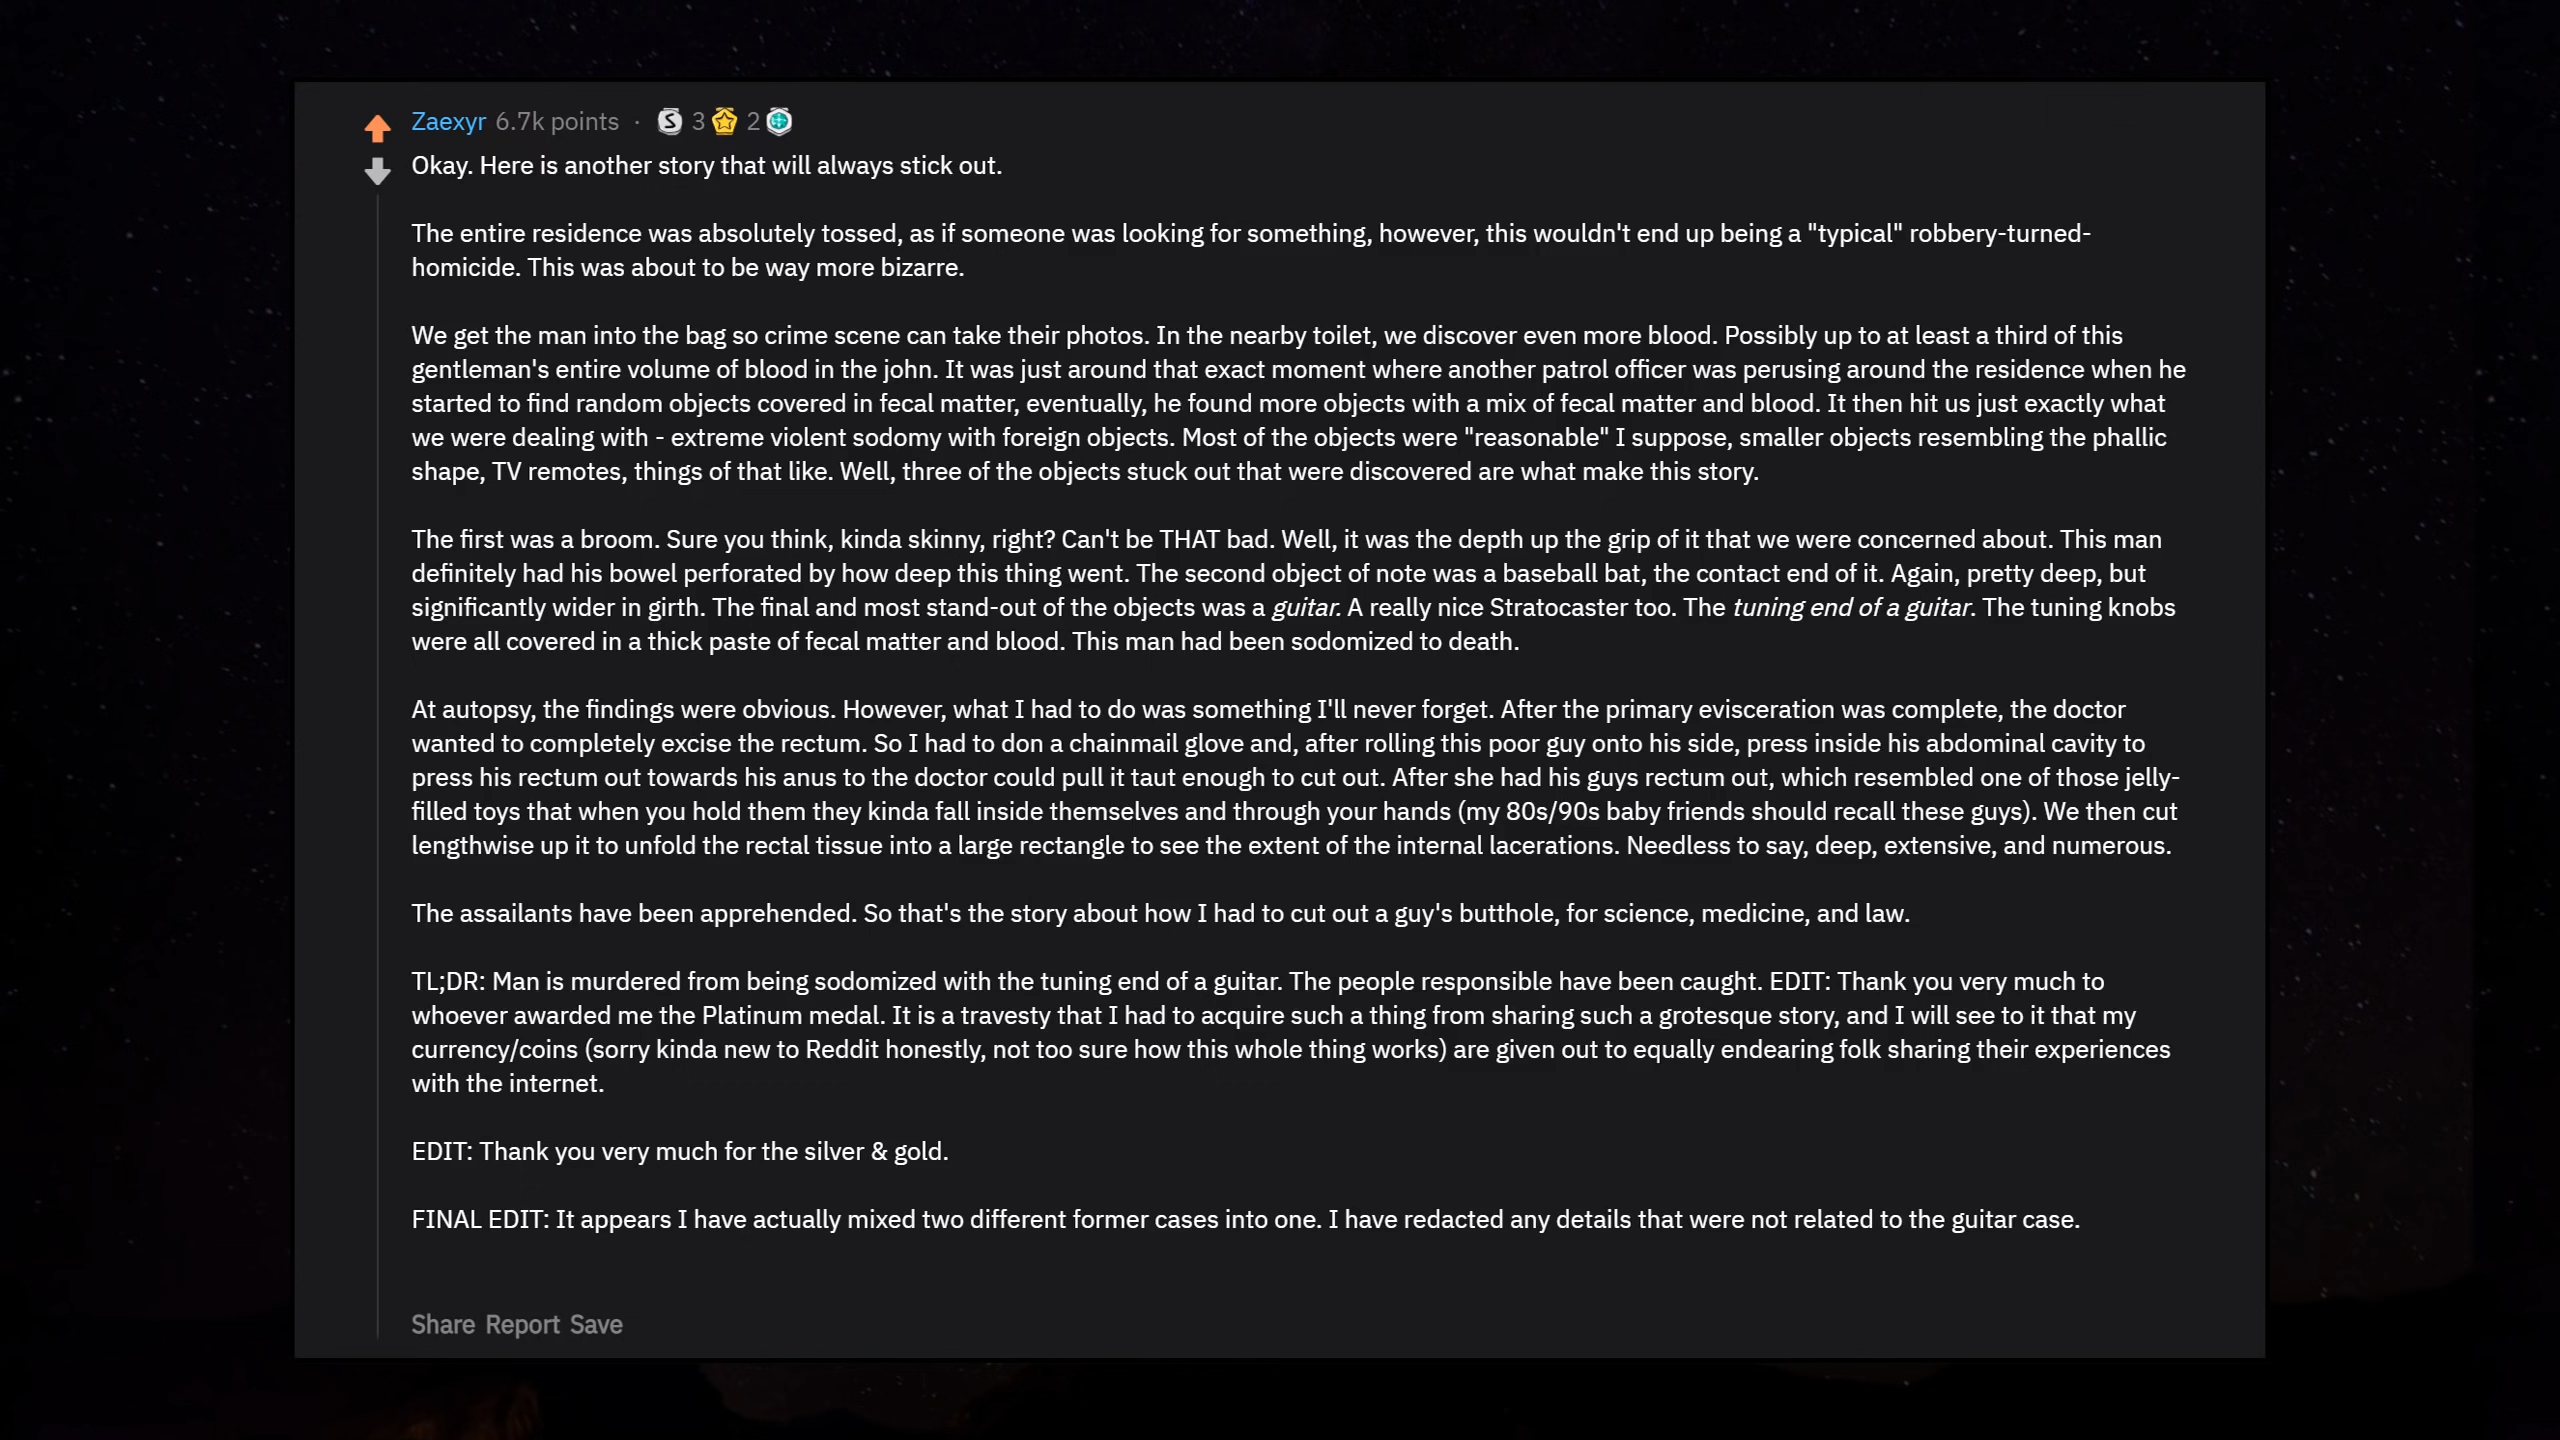 Zaexyr 6.7k points · S 3 2
Okay. Here is another story that will always stick out.
The entire residence was absolutely tossed, as if someone was looking for something, however, this wouldn't end up being a "typical" robbery-turned-
homicide. This was about to be way more bizarre.
We get the man into the bag so crime scene can take their photos. In the nearby toilet, we discover even more blood. Possibly up to at least a third of this
gentleman's entire volume of blood in the john. It was just around that exact moment where another patrol officer was perusing around the residence when he
started to find random objects covered in fecal matter, eventually, he found more objects with a mix of fecal matter and blood. It then hit us just exactly what
we were dealing with - extreme violent sodomy with foreign objects. Most of the objects were "reasonable" I suppose, smaller objects resembling the phallic
shape, TV remotes, things of that like. Well, three of the objects stuck out that were discovered are what make this story.
The first was a broom. Sure you think, kinda skinny, right? Can't be THAT bad. Well, it was the depth up the grip of it that we were concerned about. This man
definitely had his bowel perforated by how deep this thing went. The second object of note was a baseball bat, the contact end of it. Again, pretty deep, but
significantly wider in girth. The final and most stand-out of the objects was a guitar. A really nice Stratocaster too. The tuning end of a guitar. The tuning knobs
were all covered in a thick paste of fecal matter and blood. This man had been sodomized to death.
At autopsy, the findings were obvious. However, what I had to do was something I'll never forget. After the primary evisceration was complete, the doctor
wanted to completely excise the rectum. So I had to don a chainmail glove and, after rolling this poor guy onto his side, press inside his abdominal cavity to
press his rectum out towards his anus to the doctor could pull it taut enough to cut out. After she had his guys rectum out, which resembled one of those jelly-
filled toys that when you hold them they kinda fall inside themselves and through your hands (my 80s/90s baby friends should recall these guys). We then cut
lengthwise up it to unfold the rectal tissue into a large rectangle to see the extent of the internal lacerations. Needless to say, deep, extensive, and numerous.
The assailants have been apprehended. So that's the story about how I had to cut out a guy's butthole, for science, medicine, and law.
TL;DR: Man is murdered from being sodomized with the tuning end of a guitar. The people responsible have been caught. EDIT: Thank you very much to
whoever awarded me the Platinum medal. It is a travesty that I had to acquire such a thing from sharing such a grotesque story, and I will see to it that my
currency/coins (sorry kinda new to Reddit honestly, not too sure how this whole thing works) are given out to equally endearing folk sharing their experiences
with the internet.
EDIT: Thank you very much for the silver & gold.
FINAL EDIT: It appears I have actually mixed two different former cases into one. I have redacted any details that were not related to the guitar case.
Share Report Save